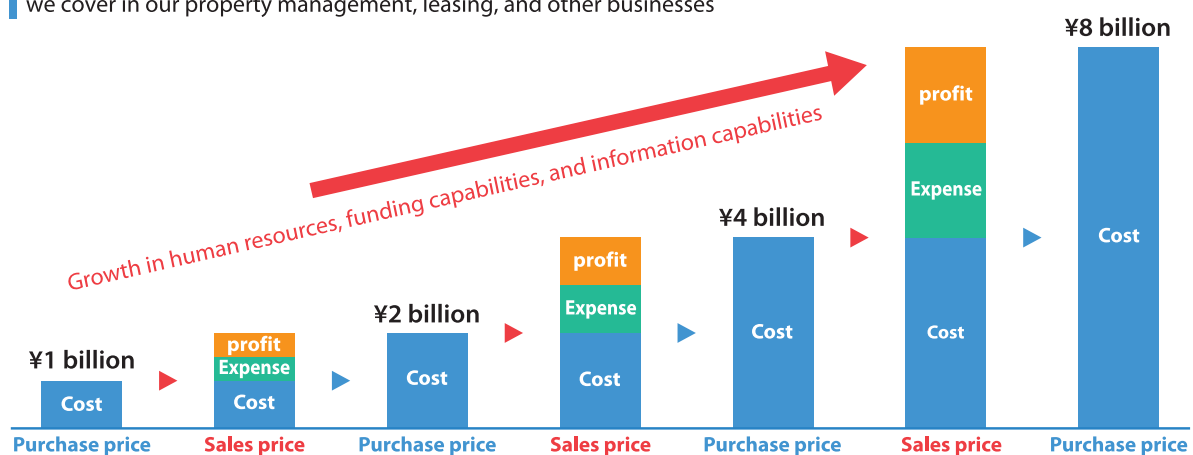 we cover in our property management, leasing, and other businesses
¥8 billion
profit
Growth in human resources, funding capabilities, and information capabilities
Expense
¥4 billion
Cost
profit
Expense
¥2 billion
Cost
profit
¥1 billion
Expense
Cost
Cost
Cost
Cost
Cost
Purchase price
Sales price
Purchase price
Sales price
Purchase price
Sales price
Purchase price